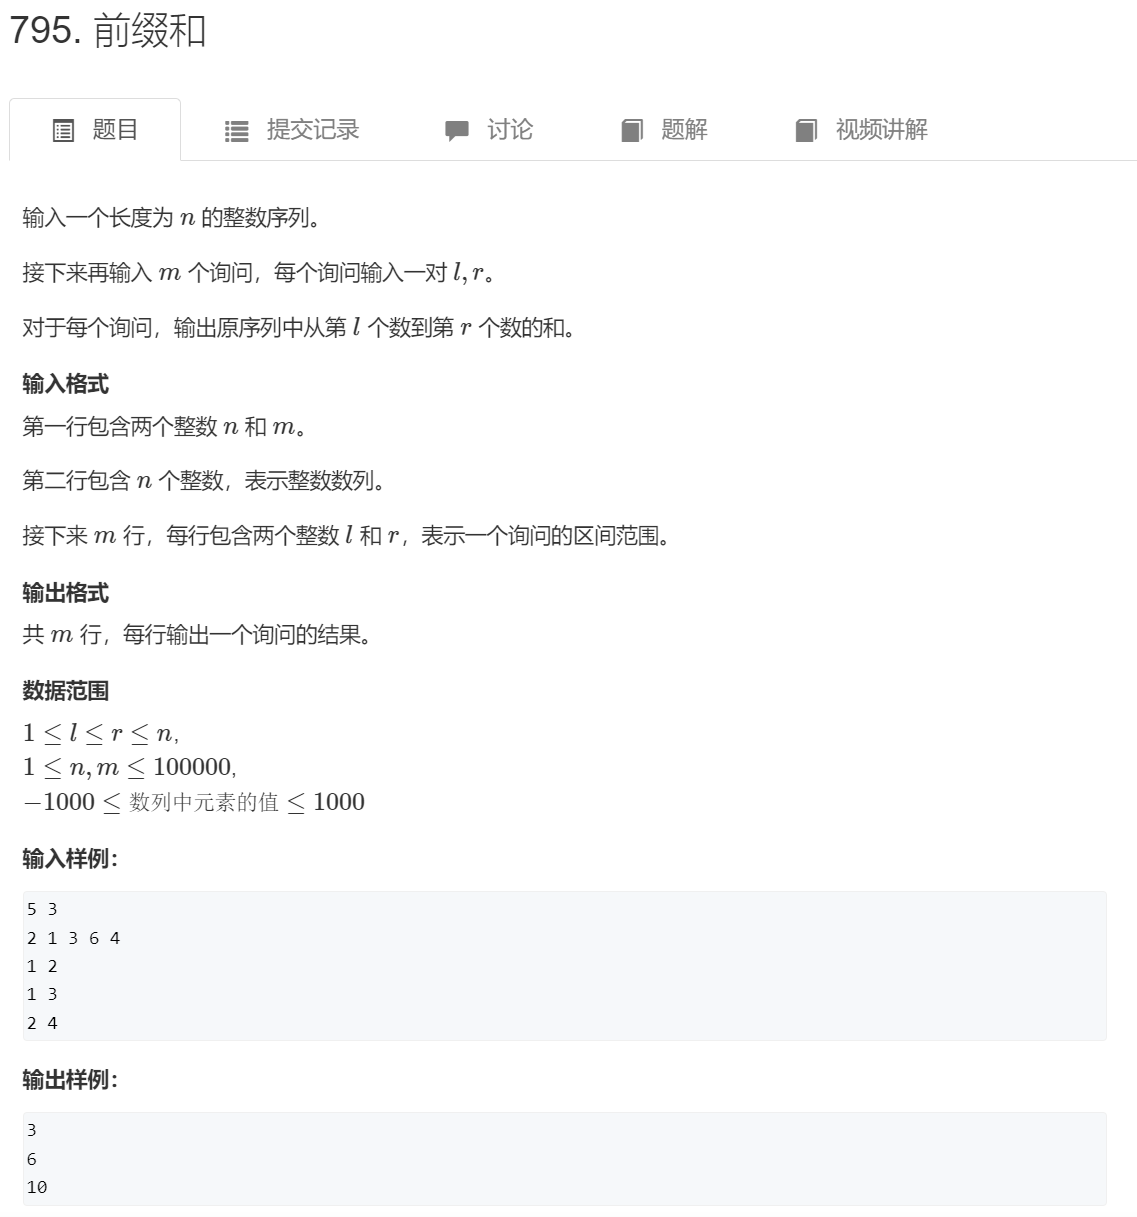 795. 前缀和
题目 提交记录 讨论 题解 视频讲解
输入一个长度为 n 的整数序列。
接下来再输入 m 个询问，每个询问输入一对 l, r。
对于每个询问，输出原序列中从第 l 个数到第 r 个数的和。
输入格式
第一行包含两个整数 n 和 m。
第二行包含 n 个整数，表示整数数列。
接下来 m 行，每行包含两个整数 l 和 r，表示一个询问的区间范围。
输出格式
共 m 行，每行输出一个询问的结果。
数据范围
1 ≤ l ≤ r ≤ n,
1 ≤ n, m ≤ 100000,
−1000 ≤ 数列中元素的值 ≤ 1000
输入样例：
5 3
2 1 3 6 4
1 2
1 3
2 4
输出样例：
3
6
10